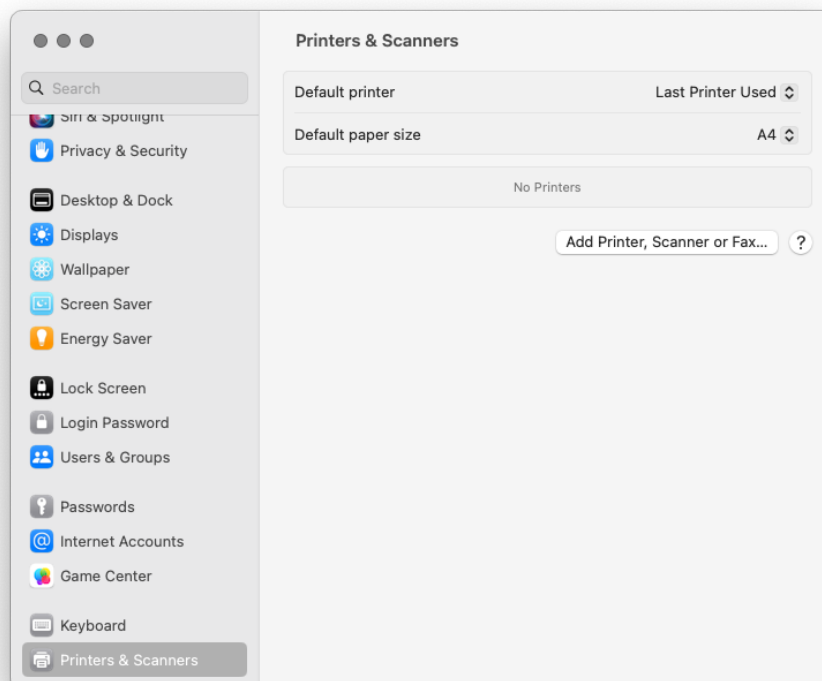 Search
Siri & Spotlight
Privacy & Security
Desktop & Dock
Displays
Wallpaper
Screen Saver
Energy Saver
Lock Screen
Login Password
Users & Groups
Passwords
Internet Accounts
Game Center
Keyboard
Printers & Scanners
Printers & Scanners
Default printer Last Printer Used
Default paper size A4
No Printers
Add Printer, Scanner or Fax... ?